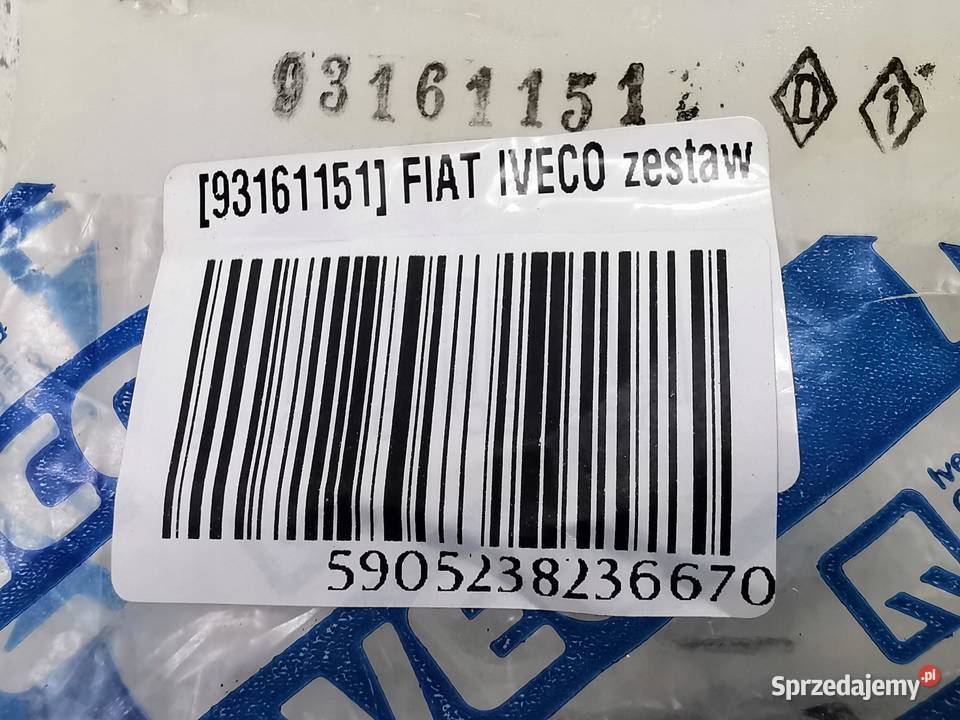 93161151 D 1
[93161151] FIAT IVECO zestaw
5905238236670
Sprzedajemy.pl